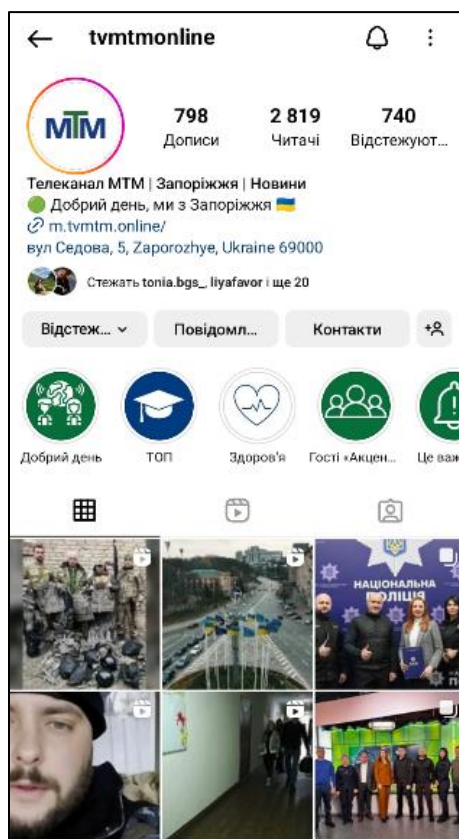 tvmtmonline
МТМ
798
2 819
740
Дописи
Читачі
Відстежуют...
Телеканал МТМ | Запоріжжя | Новини
Добрий день, ми з Запоріжжя
m.tvmtm.online/
вул Седова, 5, Zaporozhye, Ukraine 69000
Стежать tonia.bgs_, liyafavor і ще 20
Відстеж...
Повідомл...
Контакти
Добрий день
ТОП
Здоров'я
Гості «Акцен...
Це важ
НАЦІОНАЛЬНА
ПОЛІЦІЯ